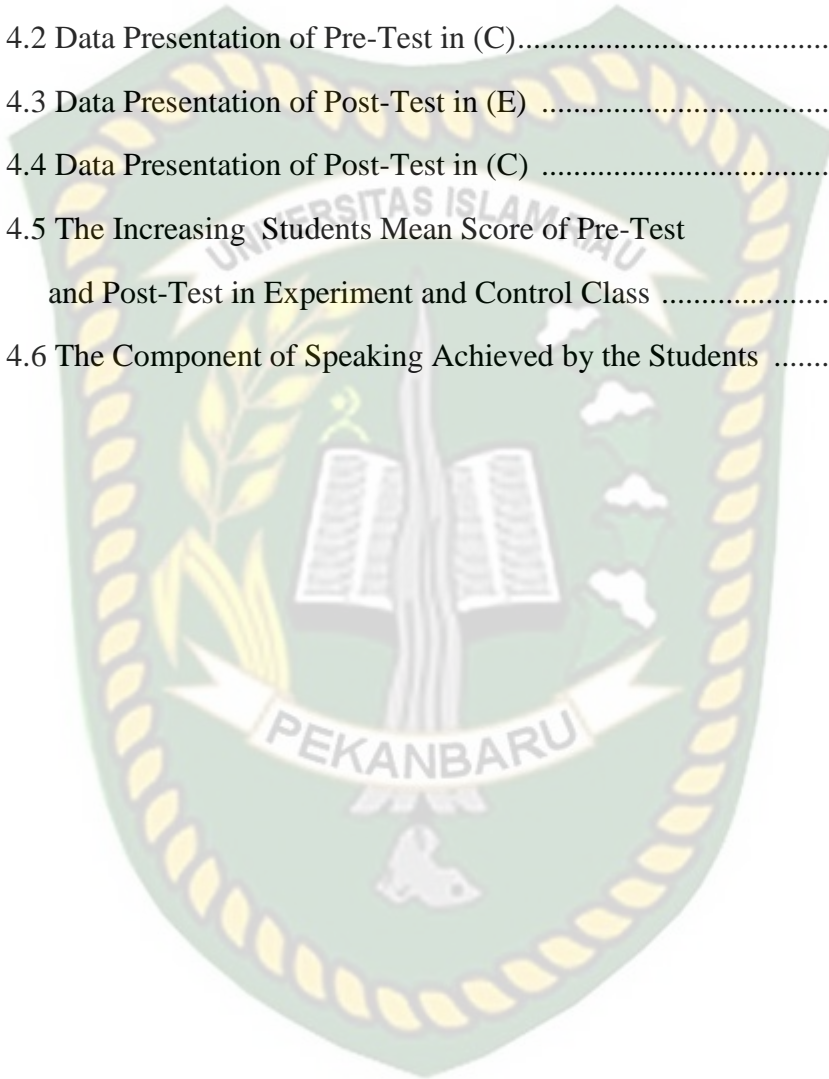 4.2 Data Presentation of Pre-Test in (C)...................................
4.3 Data Presentation of Post-Test in (E) ................................
4.4 Data Presentation of Post-Test in (C) ................................
UNIVERSITAS ISLAM RIAU
4.5 The Increasing Students Mean Score of Pre-Test
and Post-Test in Experiment and Control Class ...................
4.6 The Component of Speaking Achieved by the Students .......
PEKANBARU